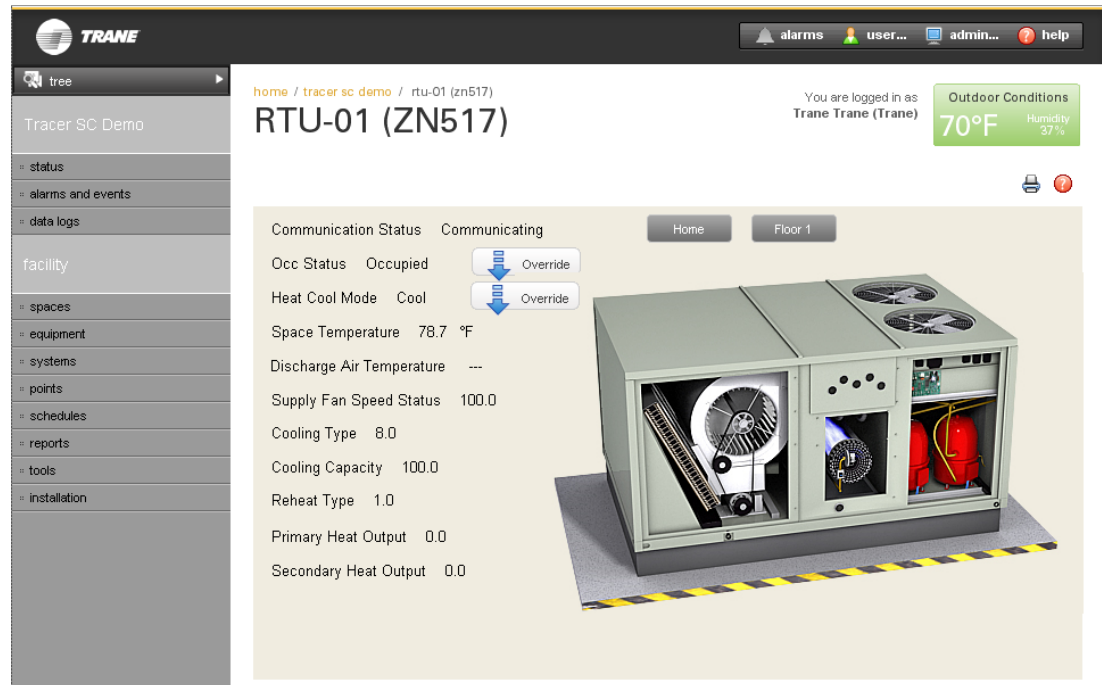 TRANE
alarms user... admin... help
tree
Tracer SC Demo
status
alarms and events
data logs
facility
spaces
equipment
systems
points
schedules
reports
tools
installation
home / tracer sc demo / rtu-01 (zn517)
RTU-01 (ZN517)
You are logged in as
Trane Trane (Trane)
Outdoor Conditions
70°F Humidity
37%
Home Floor 1
Communication Status Communicating
Occ Status Occupied Override
Heat Cool Mode Cool Override
Space Temperature 78.7 °F
Discharge Air Temperature ---
Supply Fan Speed Status 100.0
Cooling Type 8.0
Cooling Capacity 100.0
Reheat Type 1.0
Primary Heat Output 0.0
Secondary Heat Output 0.0